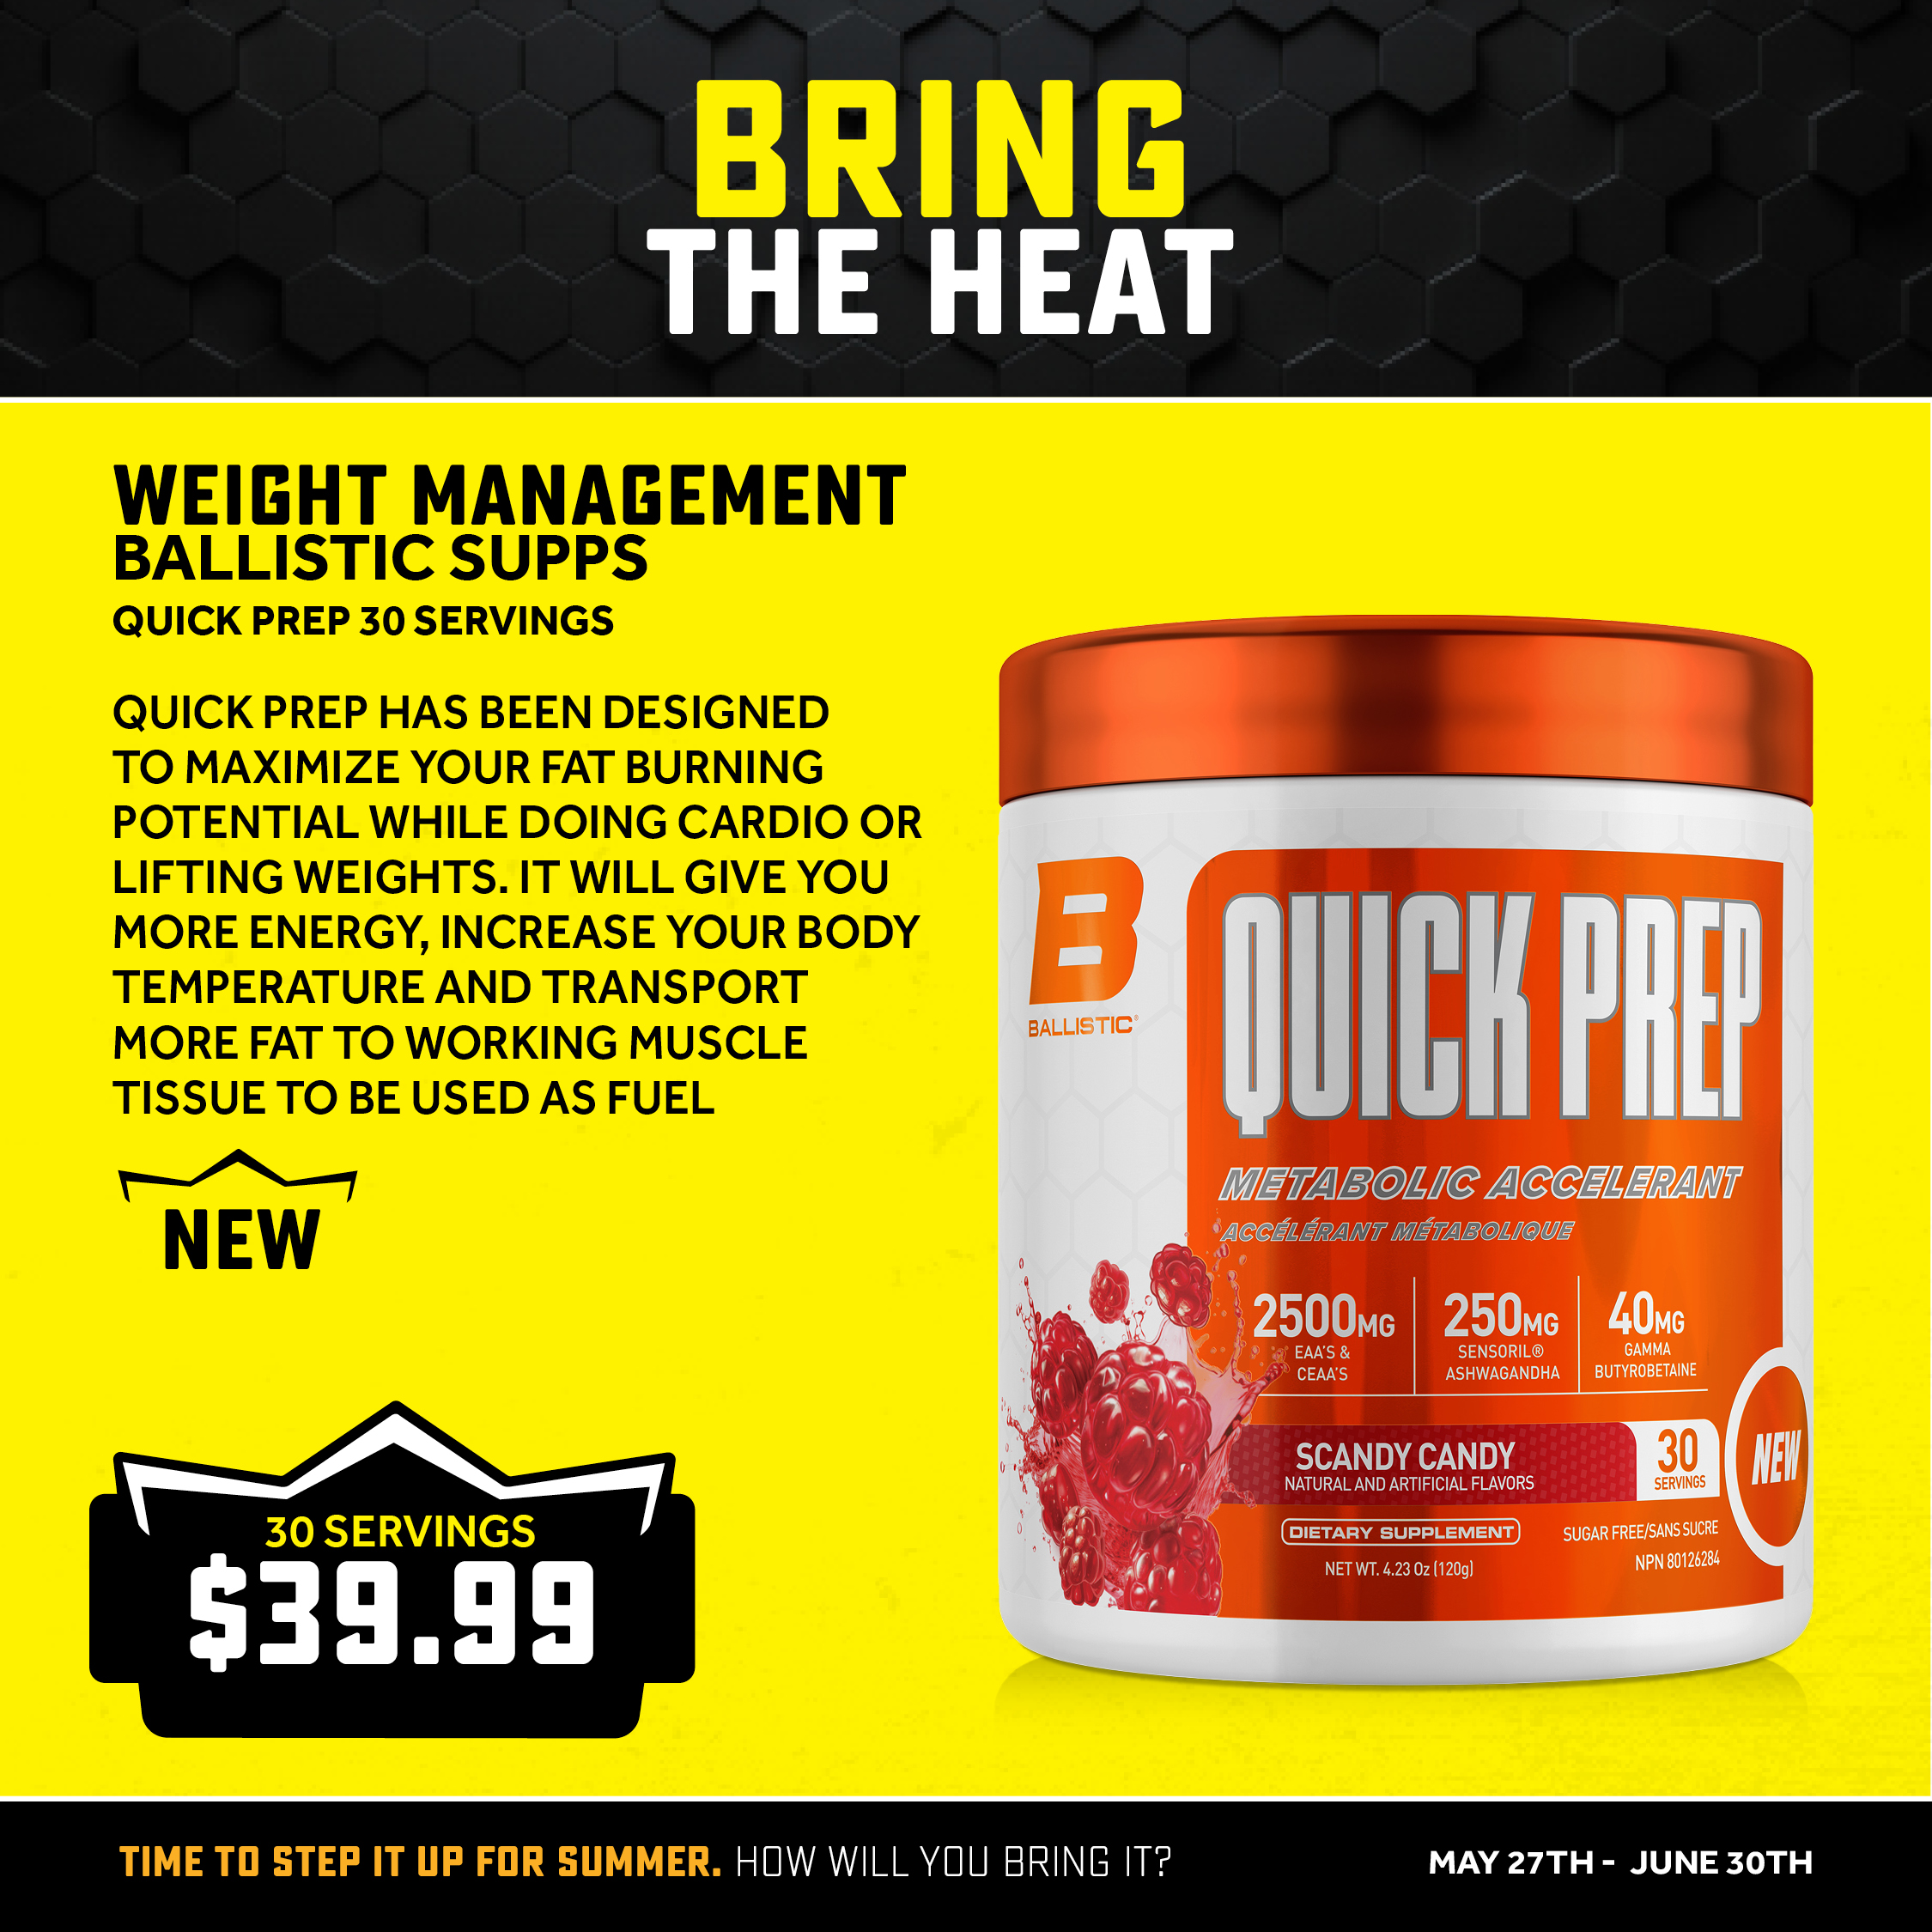 BRING
THE HEAT
WEIGHT MANAGEMENT
BALLISTIC SUPPS
QUICK PREP 30 SERVINGS
QUICK PREP HAS BEEN DESIGNED
TO MAXIMIZE YOUR FAT BURNING
POTENTIAL WHILE DOING CARDIO OR
LIFTING WEIGHTS. IT WILL GIVE YOU
MORE ENERGY, INCREASE YOUR BODY
TEMPERATURE AND TRANSPORT
MORE FAT TO WORKING MUSCLE
TISSUE TO BE USED AS FUEL
NEW
30 SERVINGS
$39.99
B
BALLISTIC®
QUICK PREP
METABOLIC ACCELERANT
ACCÉLÉRANT MÉTABOLIQUE
2500MG
EAA'S &
CEAA'S
250MG
SENSORIL®
ASHWAGANDHA
40MG
GAMMA
BUTYROBETAINE
SCANDY CANDY
NATURAL AND ARTIFICIAL FLAVORS
30
SERVINGS
NEW
DIETARY SUPPLEMENT
NET WT. 4.23 Oz (120g)
SUGAR FREE/SANS SUCRE
NPN 80126284
TIME TO STEP IT UP FOR SUMMER. HOW WILL YOU BRING IT?
MAY 27TH - JUNE 30TH